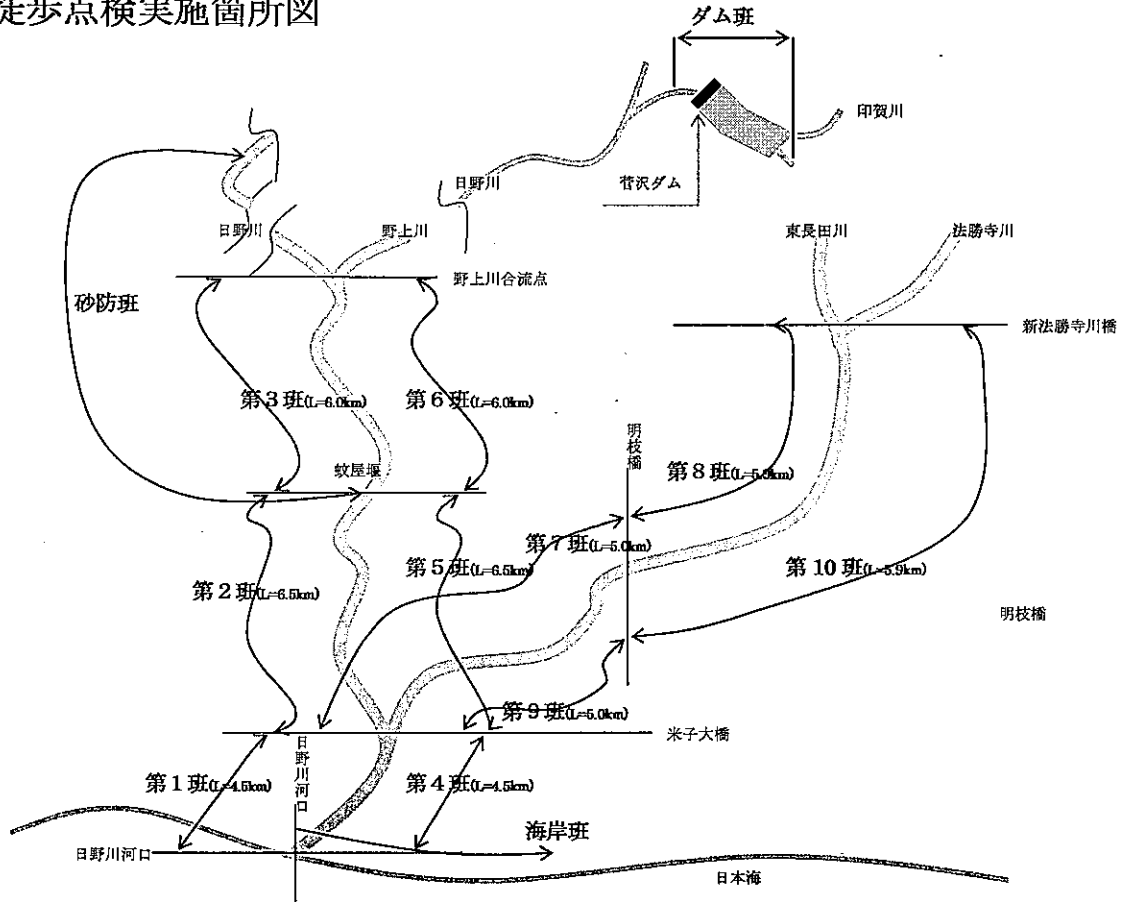 徒歩点検実施箇所図
ダム班
印賀川
日野川
菅沢ダム
日野川
野上川
東長田川
法勝寺川
野上川合流点
砂防班
新法勝寺川橋
第3班(L=6.0km)
第6班(L=6.0km)
明枝橋
蚊屋堰
第8班(L=5.9km)
第7班(L=5.0km)
第2班(L=6.5km)
第5班(L=6.5km)
第10班(L=5.9km)
明枝橋
第9班(L=5.0km)
米子大橋
日野川河口
第1班(L=4.5km)
第4班(L=4.5km)
海岸班
日野川河口
日本海